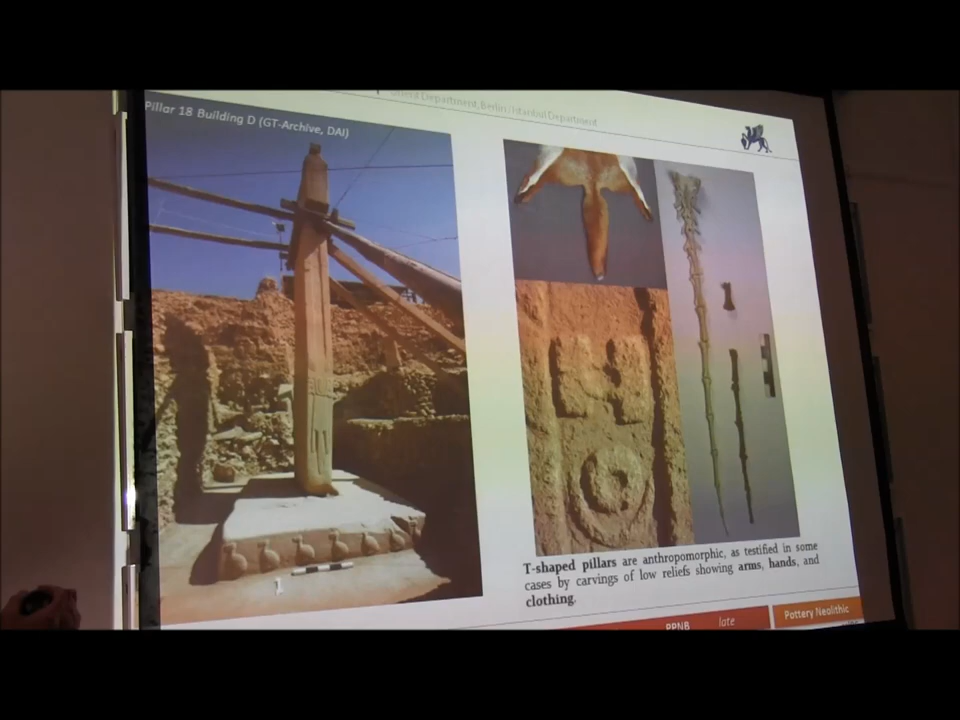 Orient Department, Berlin / Istanbul Department
Pillar 18 Building D (GT-Archive, DAI)
T-shaped pillars are anthropomorphic, as testified in some
cases by carvings of low reliefs showing arms, hands, and
clothing.
PPNB late
Pottery Neolithic